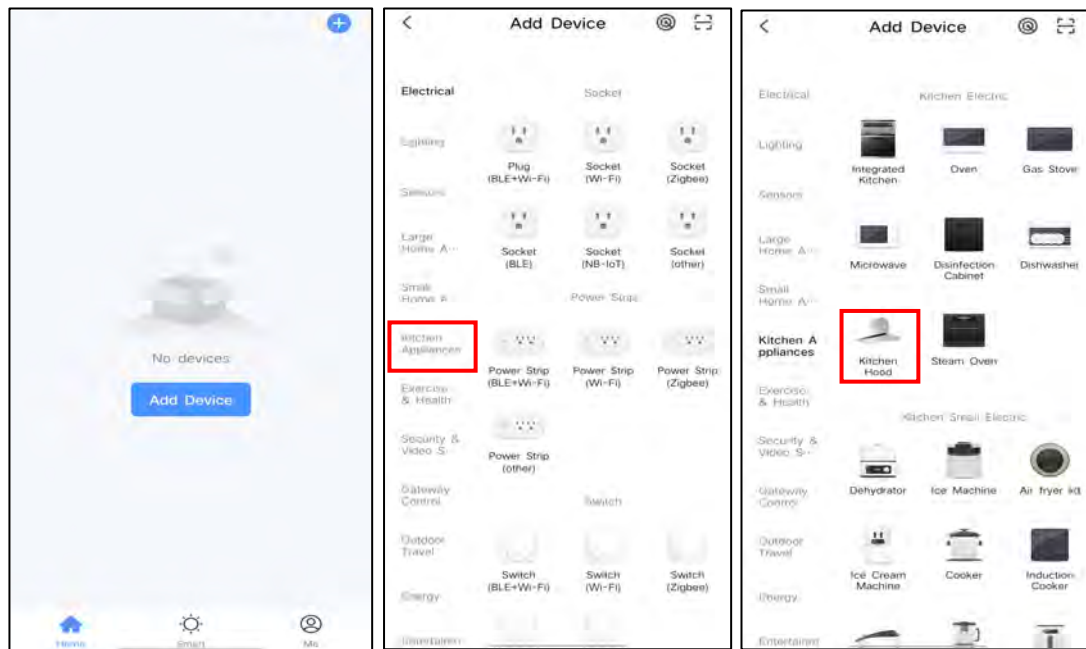 No devices
Add Device
Home
Smart
Me
Add Device
Electrical
Lighting
Sensors
Large
Home A...
Small
Home A...
Kitchen
Appliances
Exercise
& Health
Security &
Video S...
Gateway
Control
Outdoor
Travel
Energy
Entertainm
Socket
Plug
(BLE+Wi-Fi)
Socket
(Wi-Fi)
Socket
(Zigbee)
Socket
(BLE)
Socket
(NB-IoT)
Socket
(other)
Power Strip
Power Strip
(BLE+Wi-Fi)
Power Strip
(Wi-Fi)
Power Strip
(Zigbee)
Power Strip
(other)
Switch
Switch
(BLE+Wi-Fi)
Switch
(Wi-Fi)
Switch
(Zigbee)
Add Device
Electrical
Lighting
Sensors
Large
Home A...
Small
Home A...
Kitchen A
ppliances
Exercise
& Health
Security &
Video S...
Gateway
Control
Outdoor
Travel
Energy
Entertainm
Kitchen Electric
Integrated
Kitchen
Oven
Gas Stove
Microwave
Disinfection
Cabinet
Dishwasher
Kitchen
Hood
Steam Oven
Kitchen Small Electric
Dehydrator
Ice Machine
Air fryer kit
Ice Cream
Machine
Cooker
Induction
Cooker